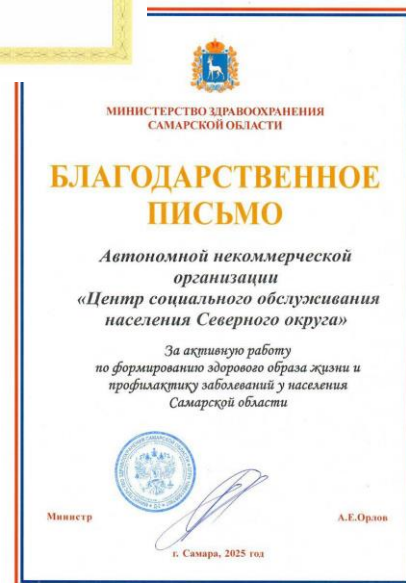 МИНИСТЕРСТВО ЗДРАВООХРАНЕНИЯ
САМАРСКОЙ ОБЛАСТИ
БЛАГОДАРСТВЕННОЕ
ПИСЬМО
Автономной некоммерческой
организации
«Центр социального обслуживания
населения Северного округа»
За активную работу
по формированию здорового образа жизни и
профилактику заболеваний у населения
Самарской области
Министр
А.Е.Орлов
г. Самара, 2025 год